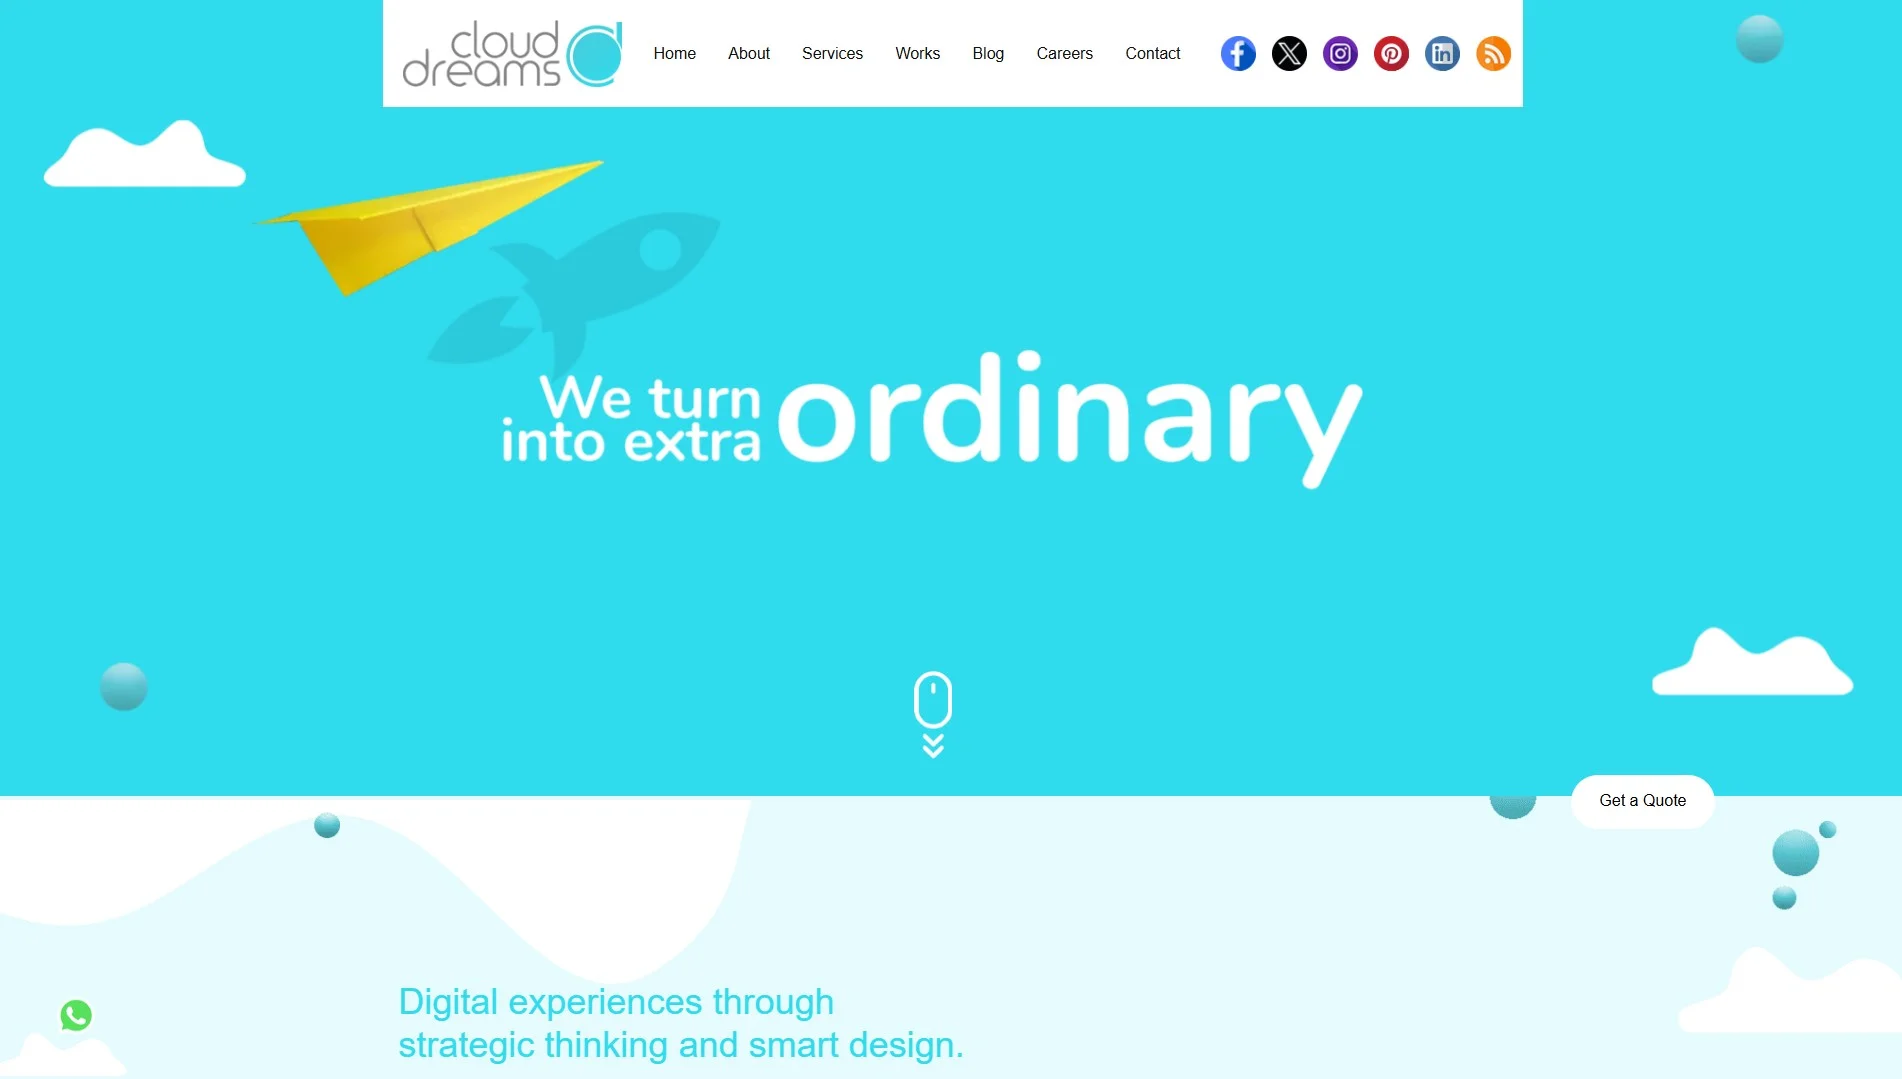 cloud
dreams
Home About Services Works Blog Careers Contact
We turn
into extra
ordinary
Get a Quote
Digital experiences through
strategic thinking and smart design.